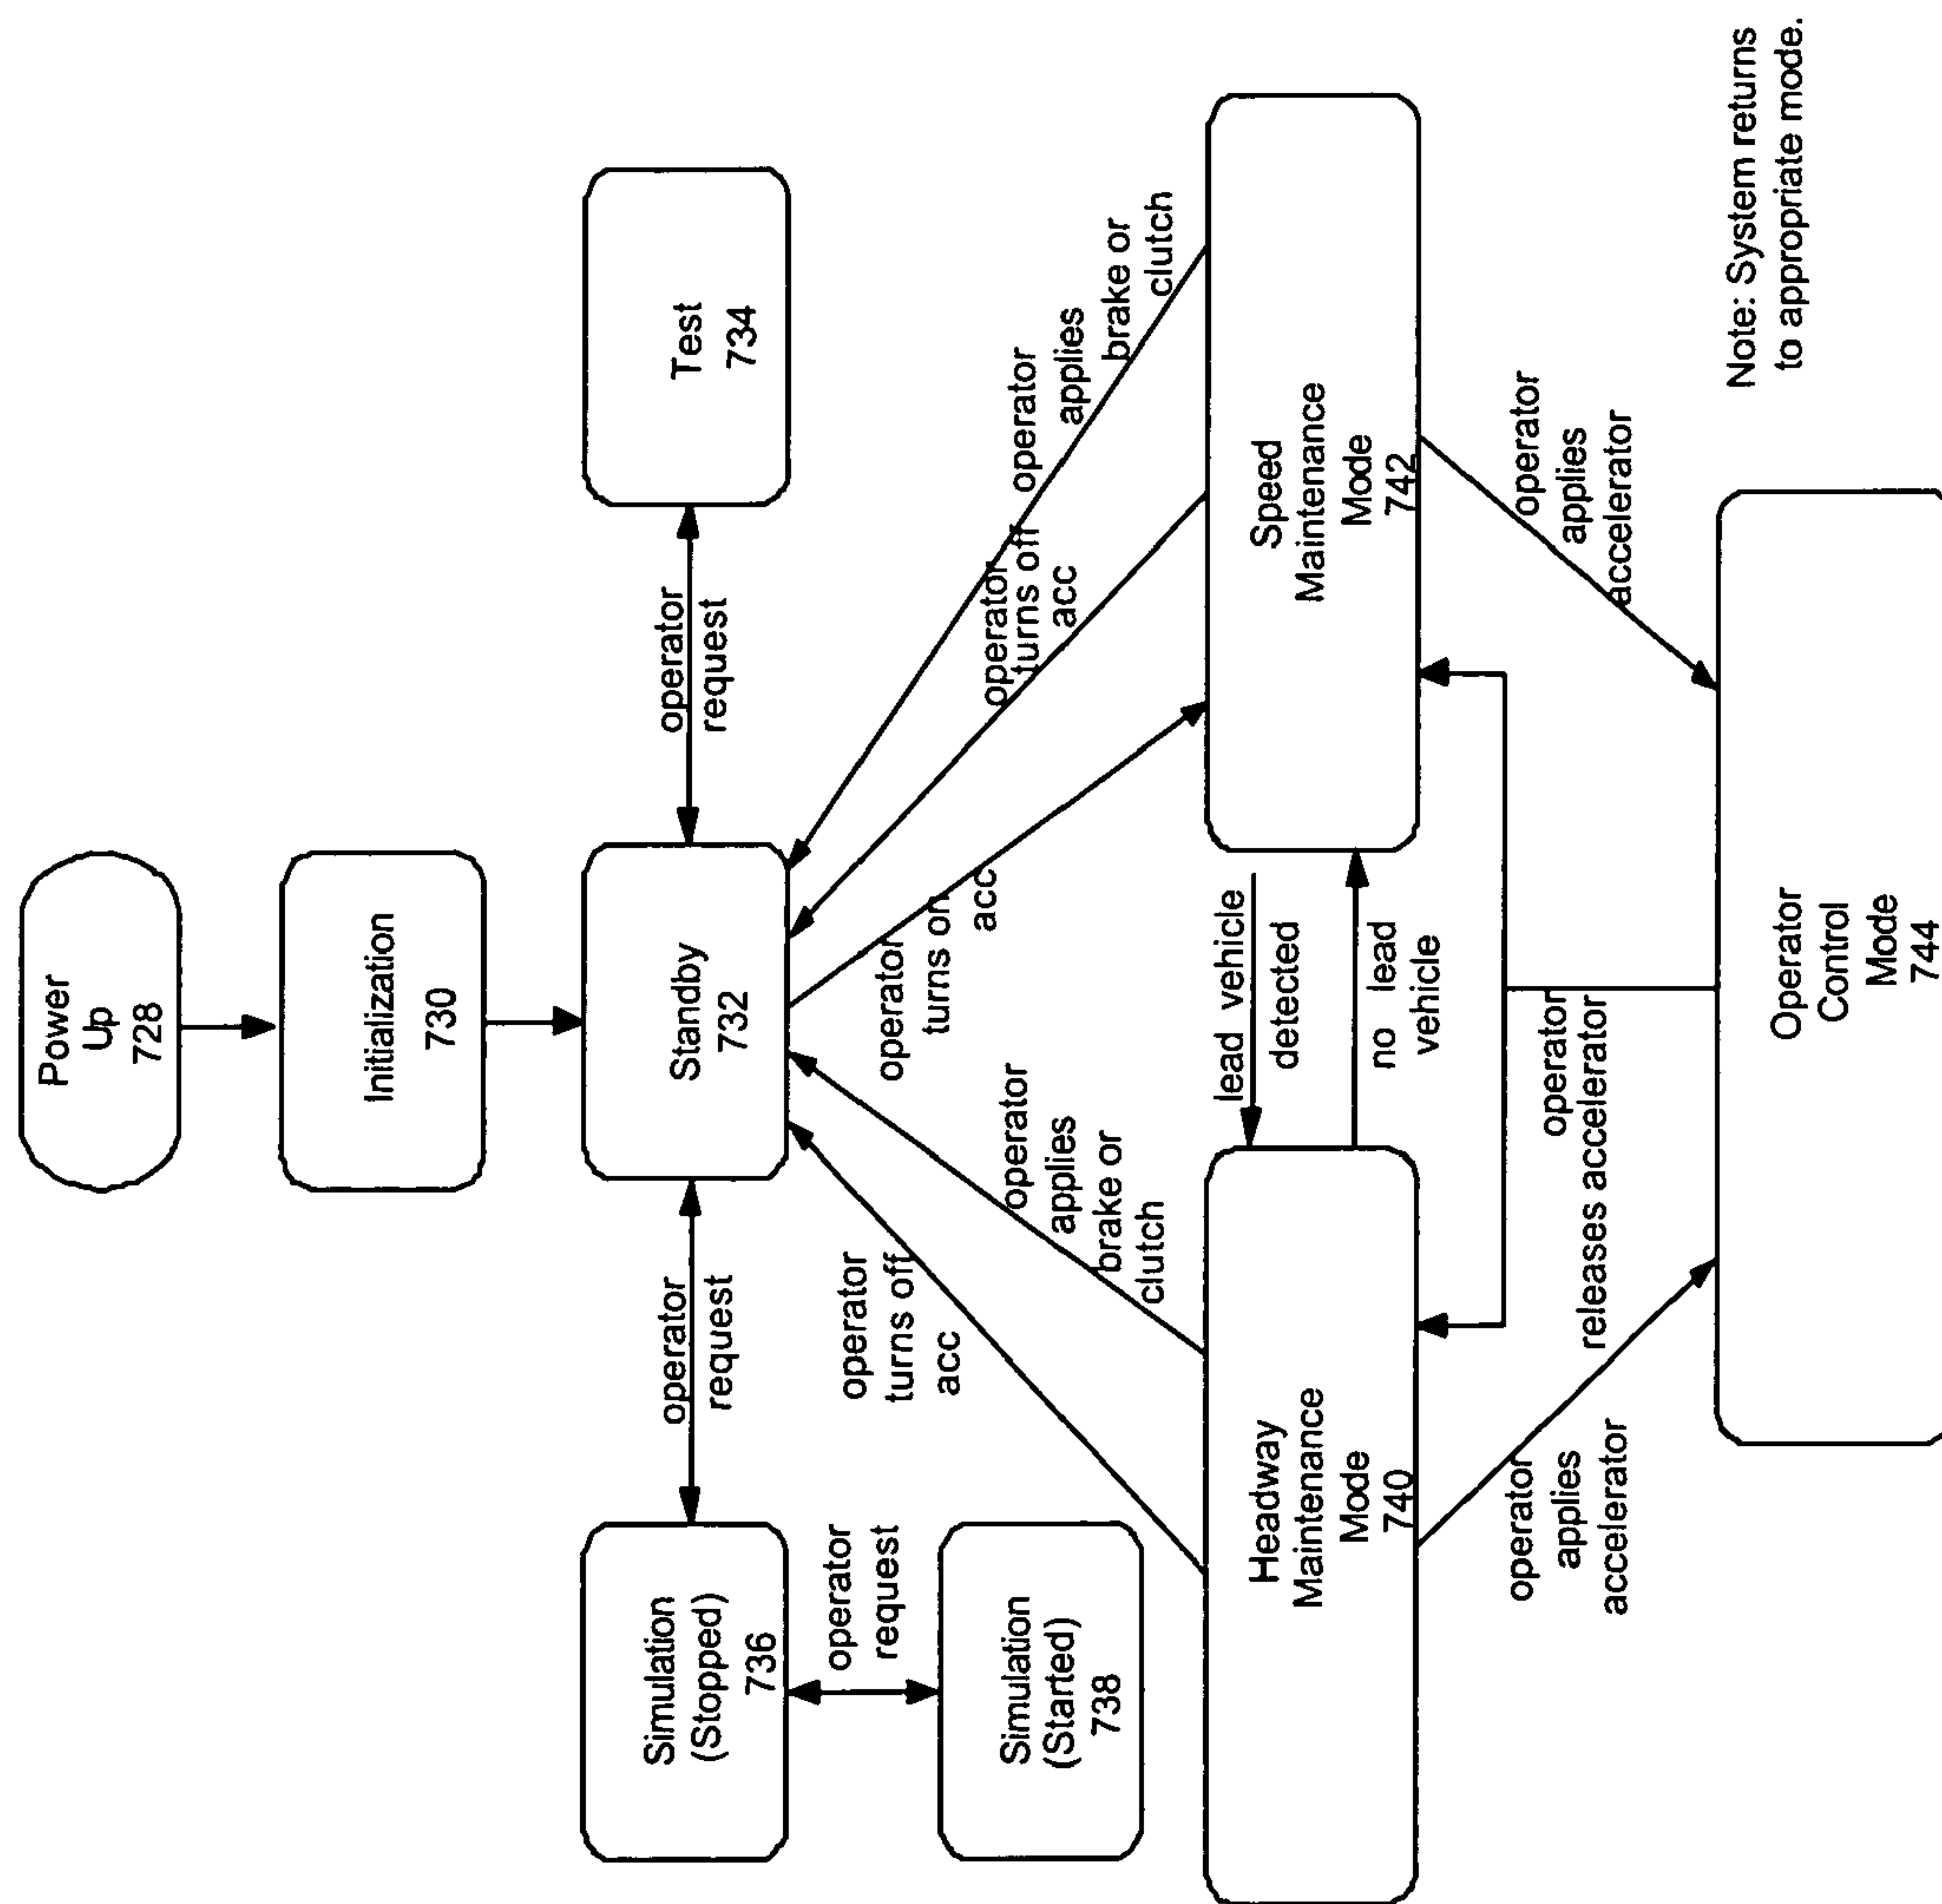 Power
Up
728
Initialization
730
Simulation
(Stopped)
736
operator
request
Standby
732
operator
request
Test
734
operator
request
Simulation
(Started)
738
operator
turns off
acc
operator
applies
brake or
clutch
operator
turns on
acc
operator
turns off
acc
operator
applies
brake or
clutch
Headway
Maintenance
Mode
740
lead vehicle
detected
no lead
vehicle
Speed
Maintenance
Mode
742
operator
applies
accelerator
operator
releases accelerator
operator
applies
accelerator
Operator
Control
Mode
744
Note: System returns
to appropriate mode.